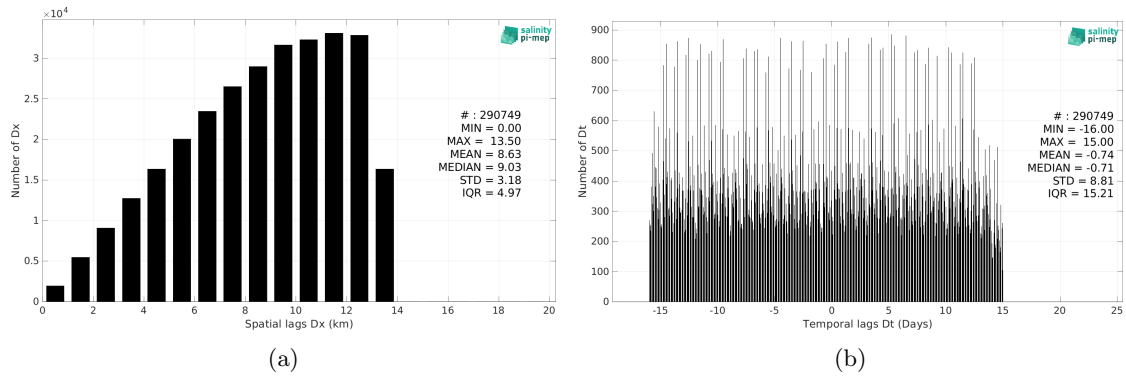 ×10⁴
3
2.5
2
1.5
1
0.5
0
0 2 4 6 8 10 12 14 16 18 20
Number of Dx
Spatial lags Dx (km)
salinity
pi-mep
# : 290749
MIN = 0.00
MAX = 13.50
MEAN = 8.63
MEDIAN = 9.03
STD = 3.18
IQR = 4.97
(a)
900
800
700
600
500
400
300
200
100
0
-15 -10 -5 0 5 10 15 20 25
Number of Dt
Temporal lags Dt (Days)
salinity
pi-mep
# : 290749
MIN = -16.00
MAX = 15.00
MEAN = -0.74
MEDIAN = -0.71
STD = 8.81
IQR = 15.21
(b)